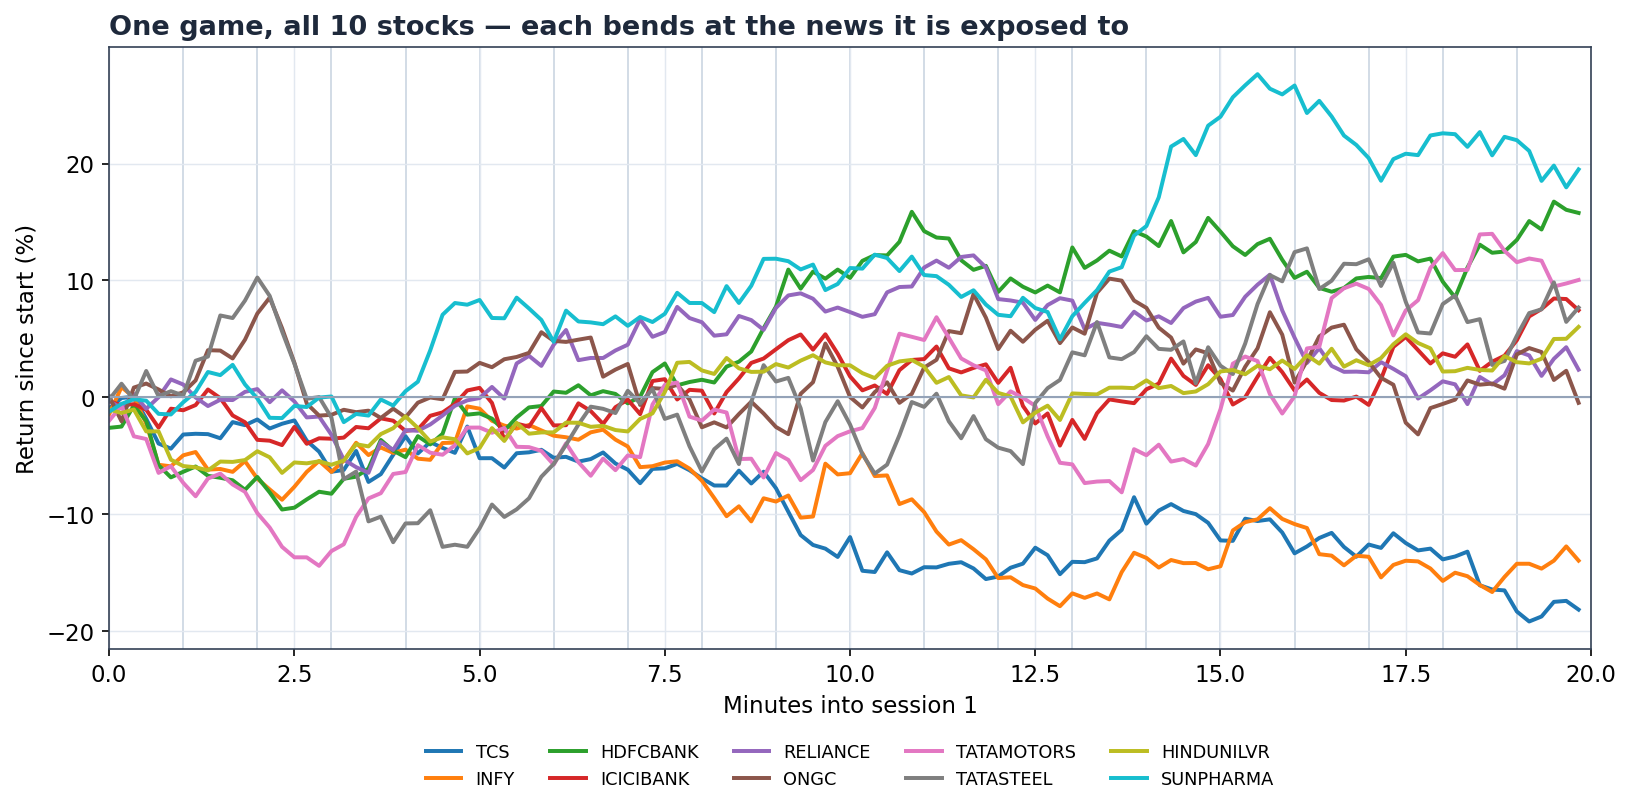 One game, all 10 stocks — each bends at the news it is exposed to
Return since start (%)
20
10
0
−10
−20
0.0 2.5 5.0 7.5 10.0 12.5 15.0 17.5 20.0
Minutes into session 1
TCS HDFCBANK RELIANCE TATAMOTORS HINDUNILVR
INFY ICICIBANK ONGC TATASTEEL SUNPHARMA